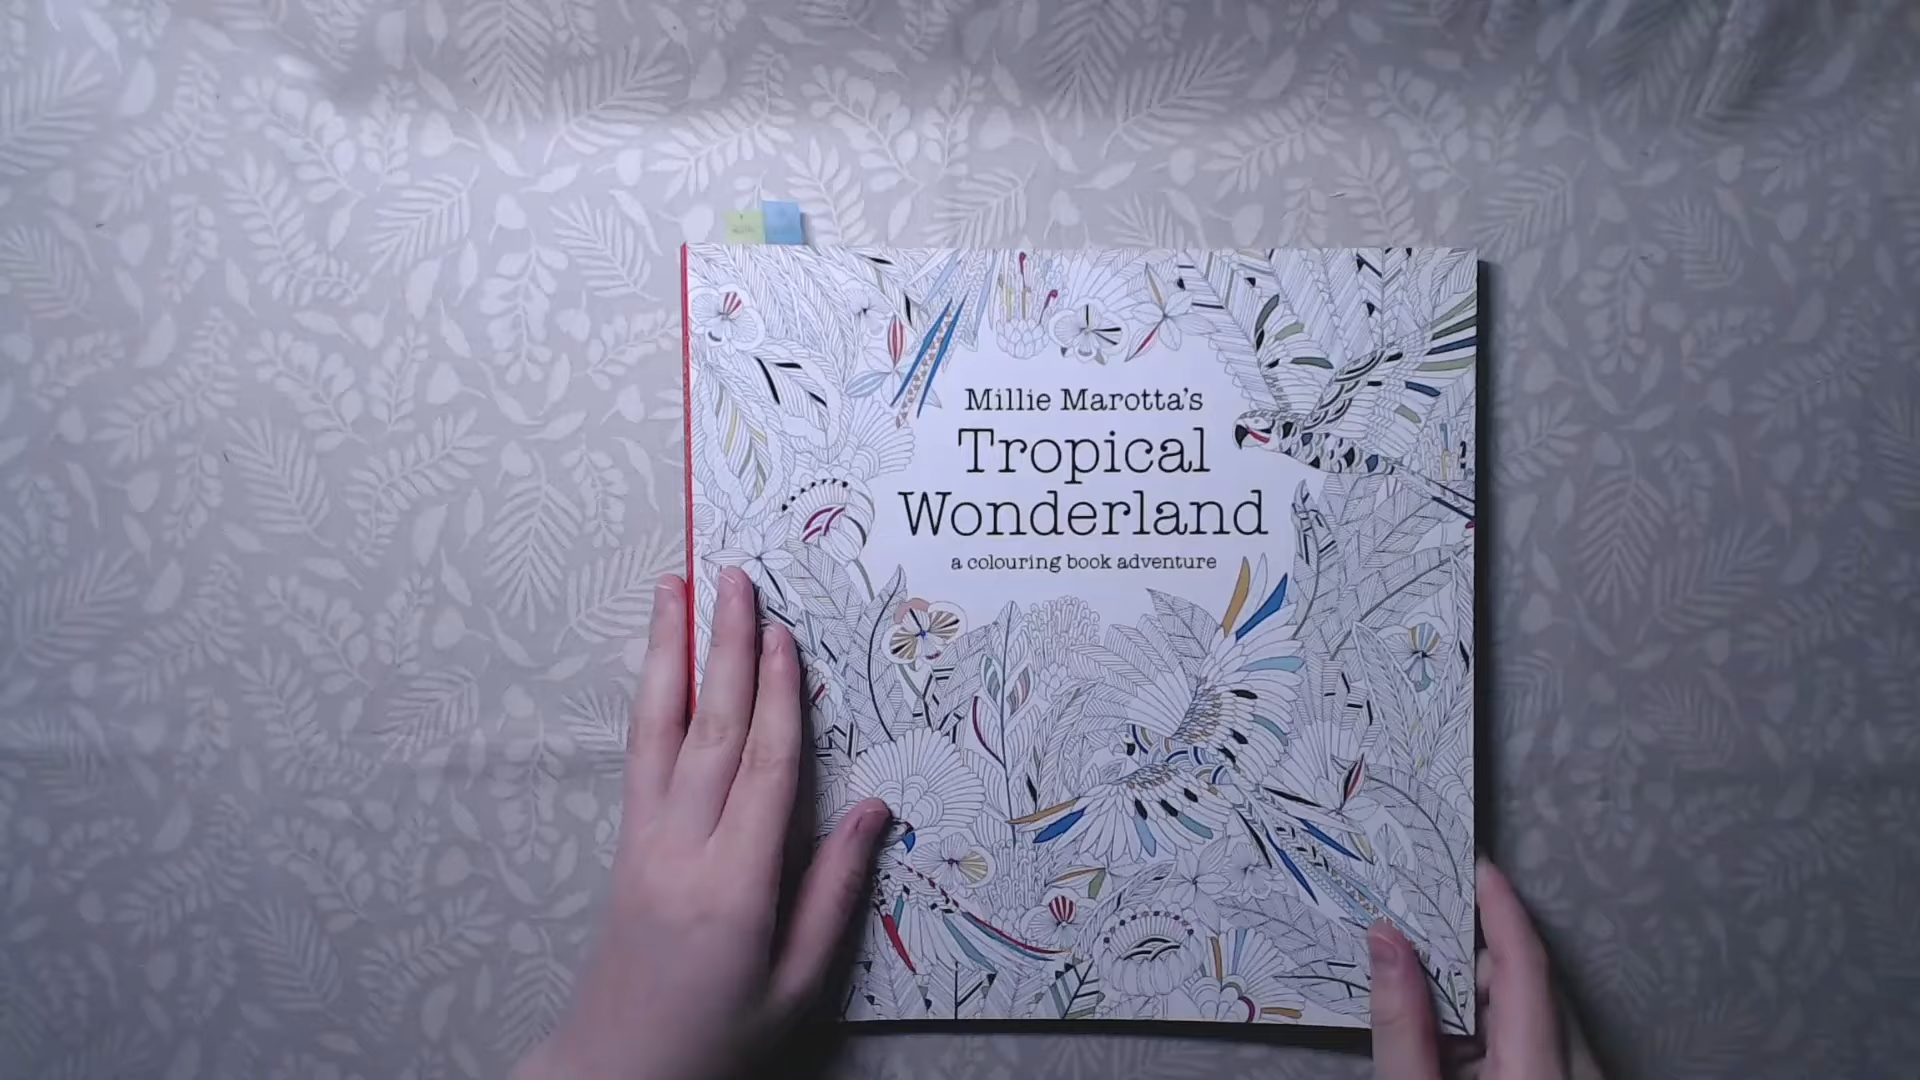 Millie Marotta's
Tropical
Wonderland
a colouring book adventure